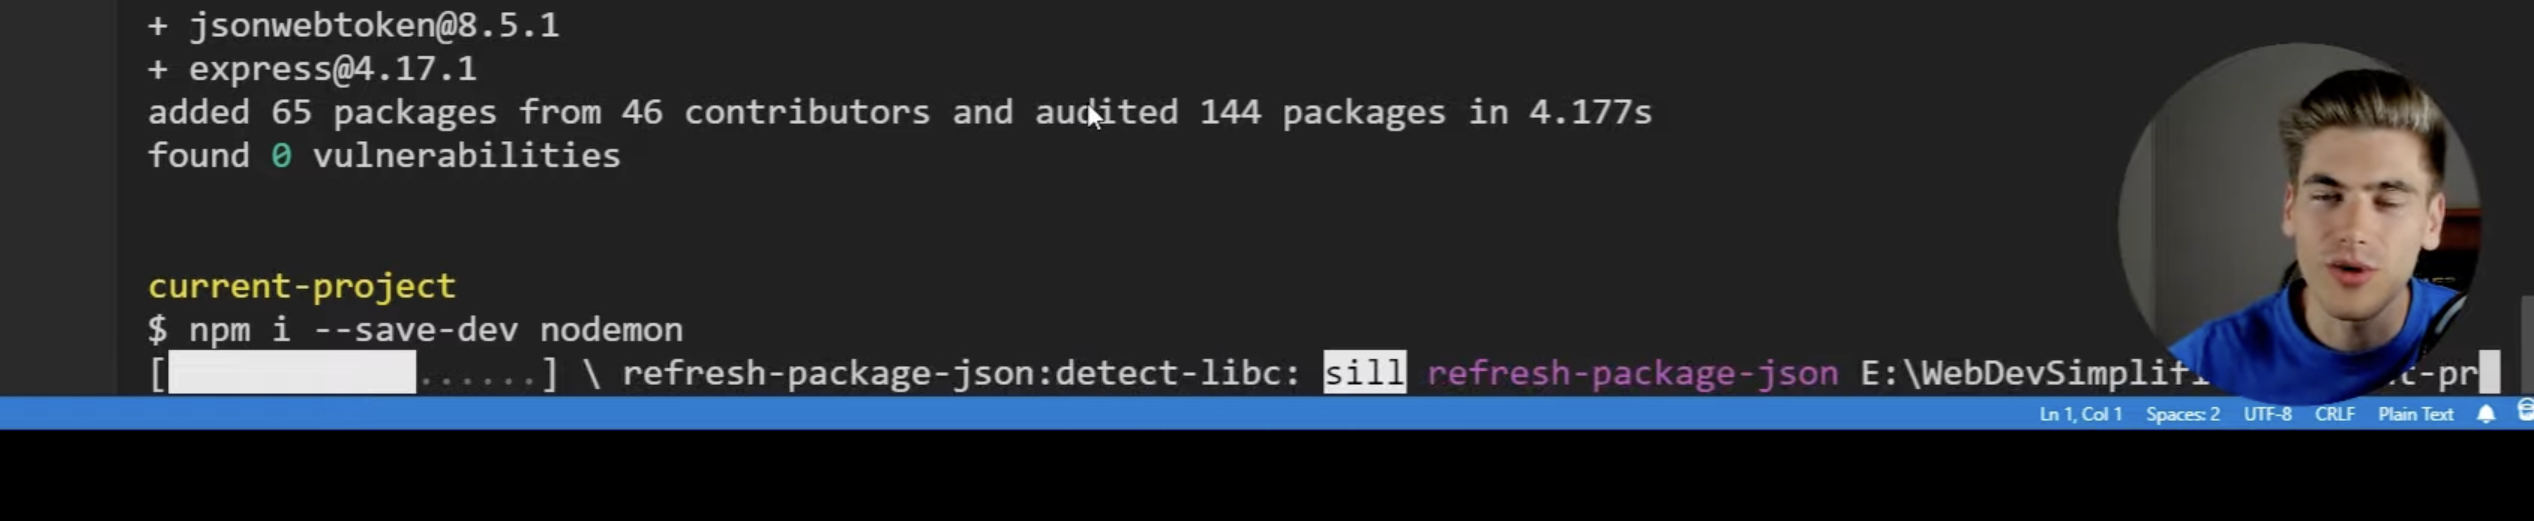 + jsonwebtoken@8.5.1
+ express@4.17.1
added 65 packages from 46 contributors and audited 144 packages in 4.177s
found 0 vulnerabilities
current-project
$ npm i --save-dev nodemon
[ ......] \ refresh-package-json:detect-libc: sill refresh-package-json E:\WebDevSimplifi t-pr
Ln 1, Col 1 Spaces: 2 UTF-8 CRLF Plain Text